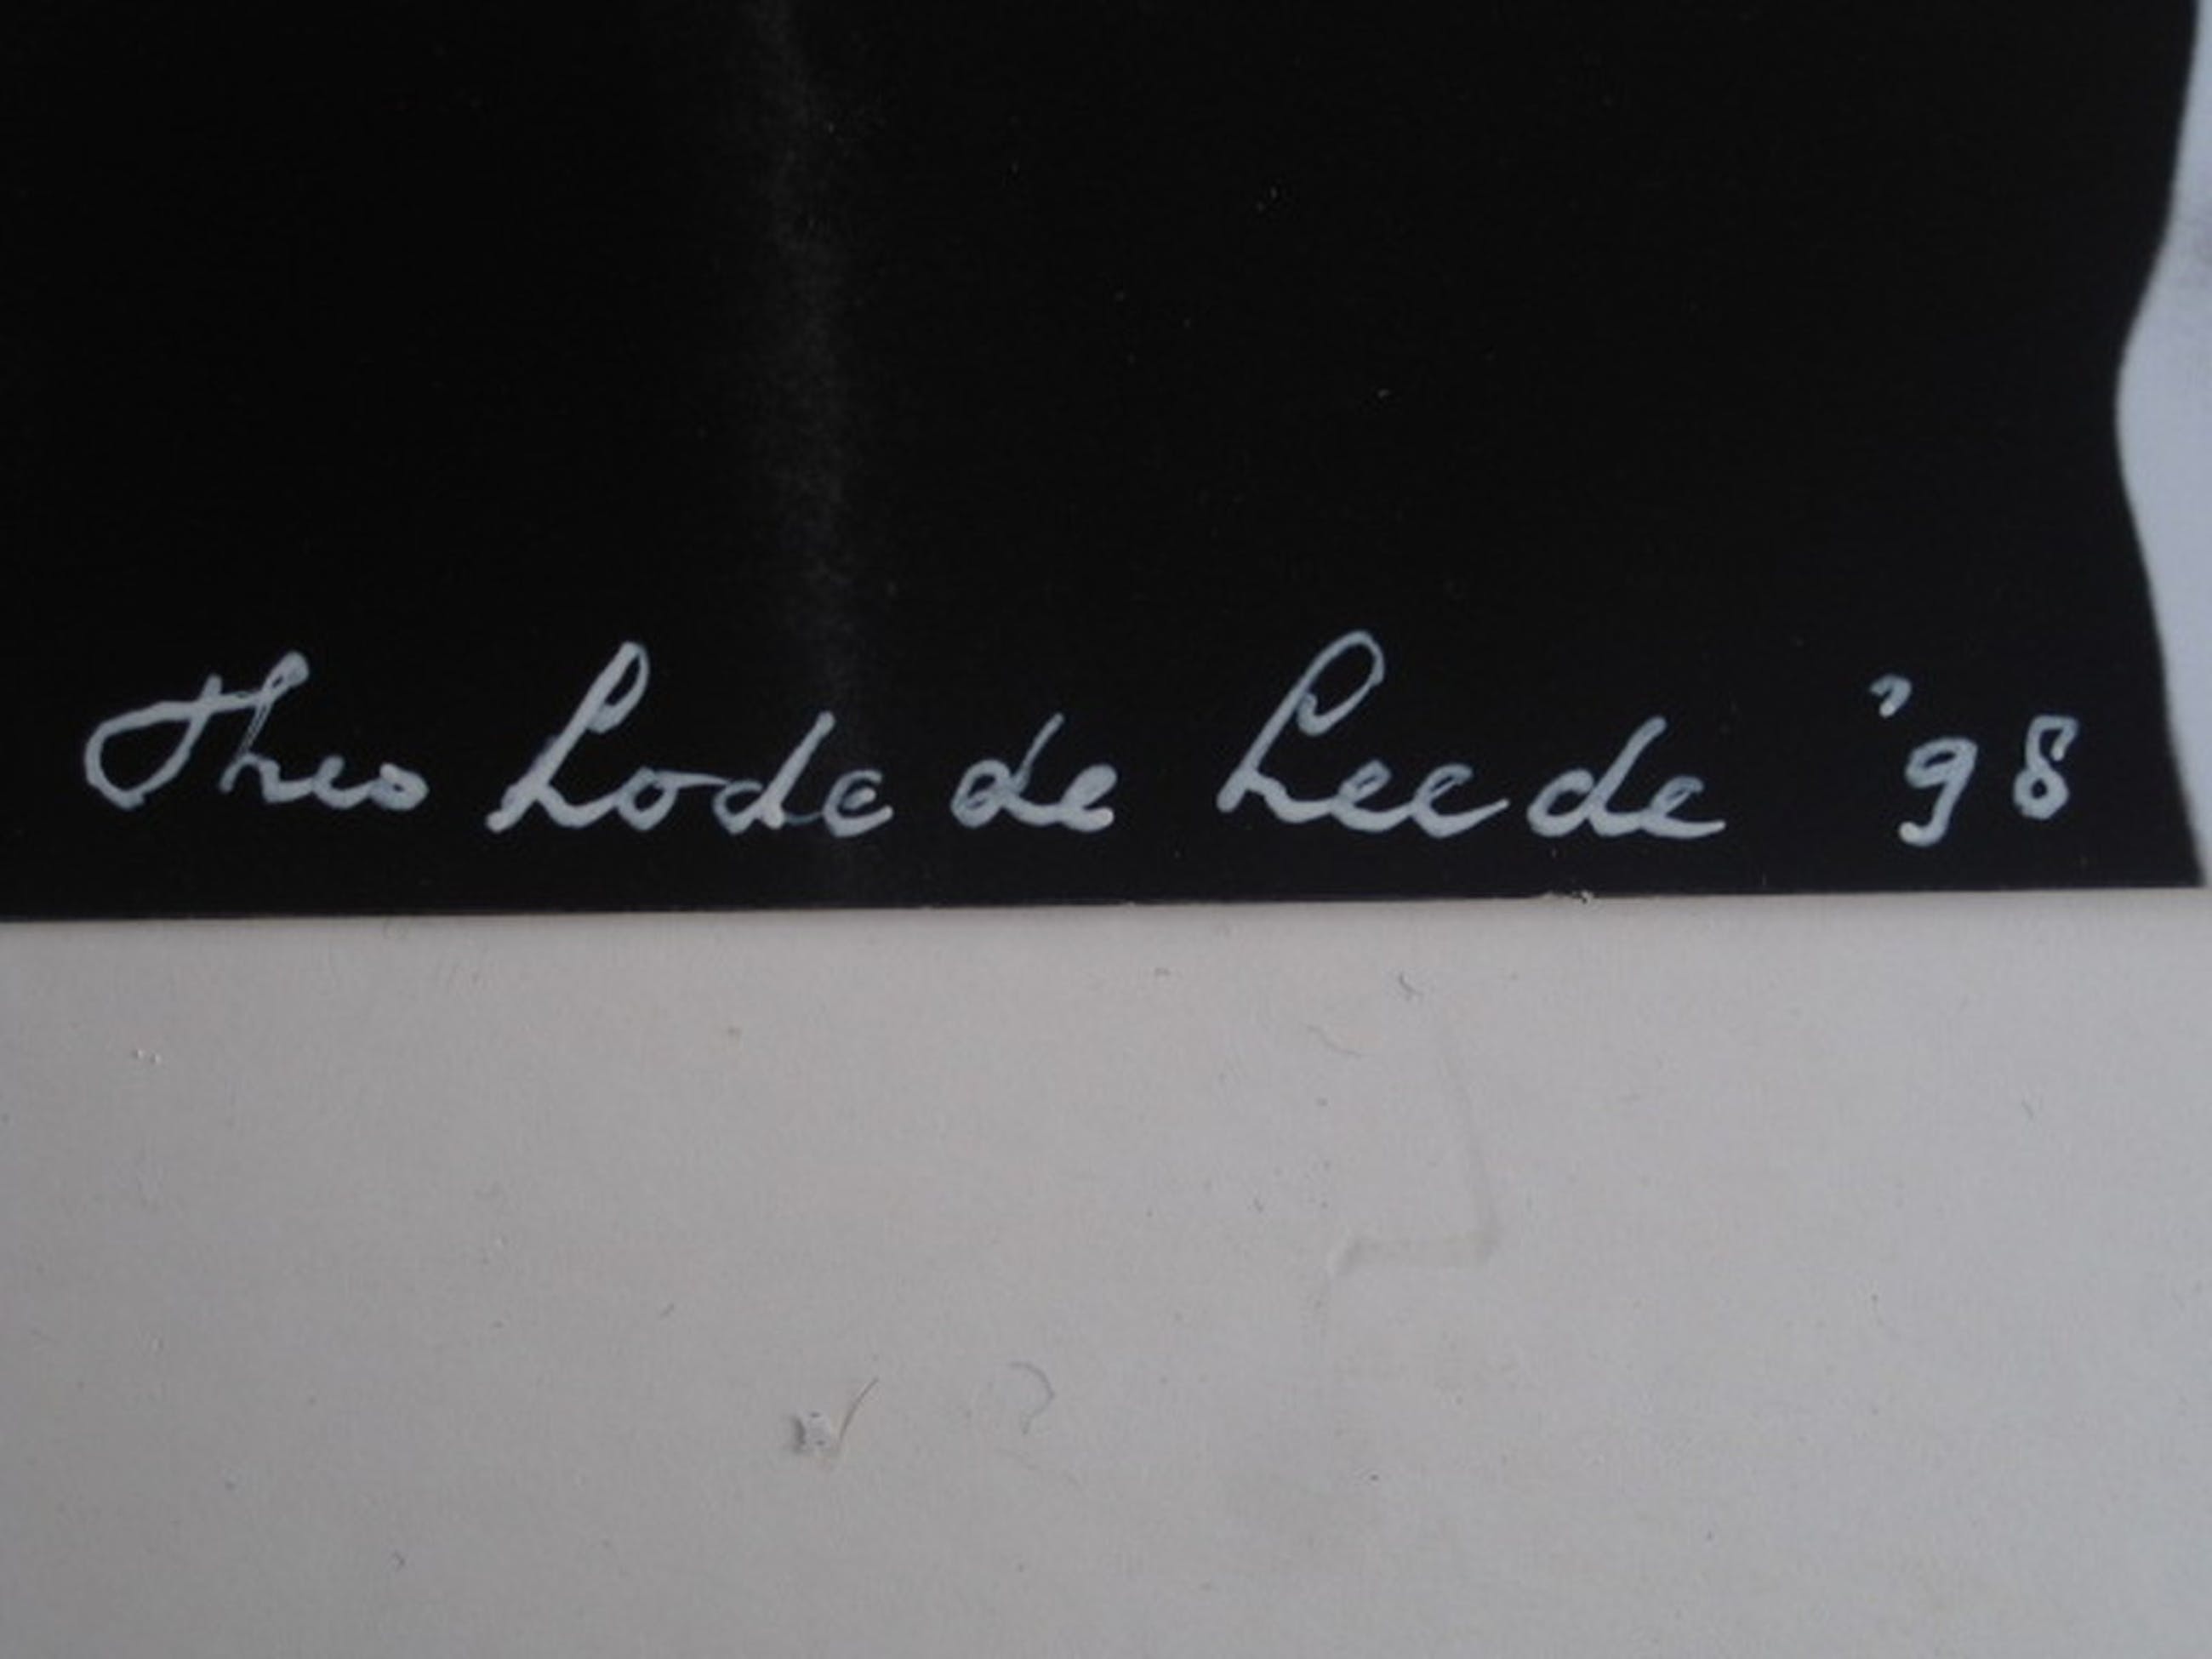 Theo Lode de Leede '98